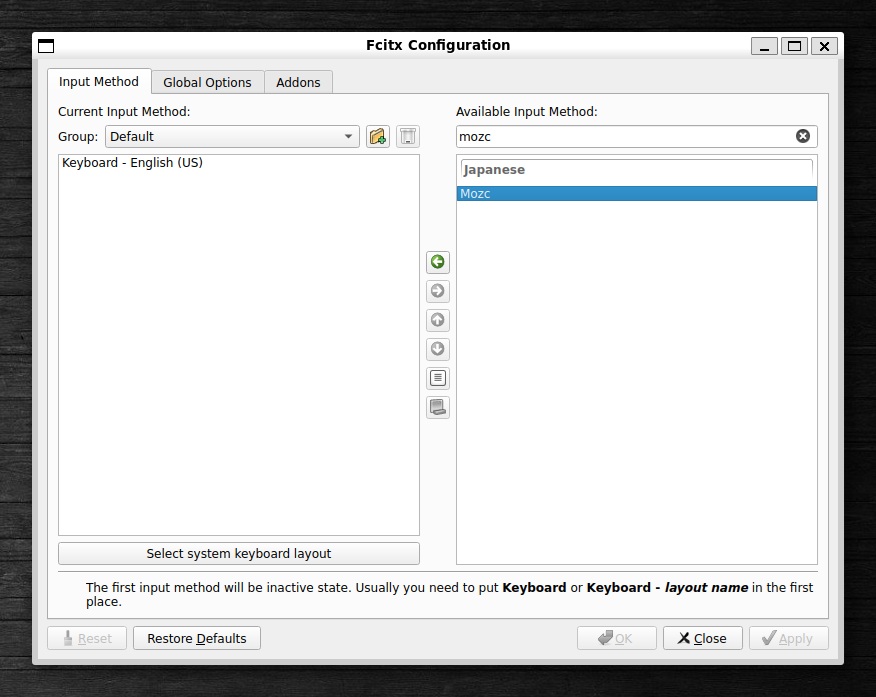 Fcitx Configuration
Input Method
Global Options
Addons
Current Input Method:
Group:
Default
Keyboard - English (US)
Select system keyboard layout
Available Input Method:
mozc
Japanese
Mozc
The first input method will be inactive state. Usually you need to put Keyboard or Keyboard - layout name in the first
place.
Reset
Restore Defaults
OK
Close
Apply